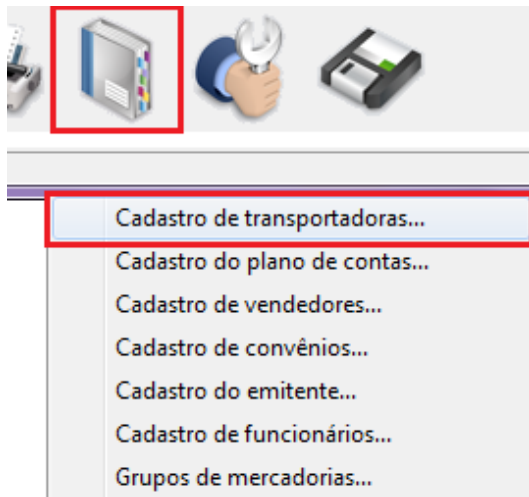 Cadastro de transportadoras...
Cadastro do plano de contas...
Cadastro de vendedores...
Cadastro de convênios...
Cadastro do emitente...
Cadastro de funcionários...
Grupos de mercadorias...